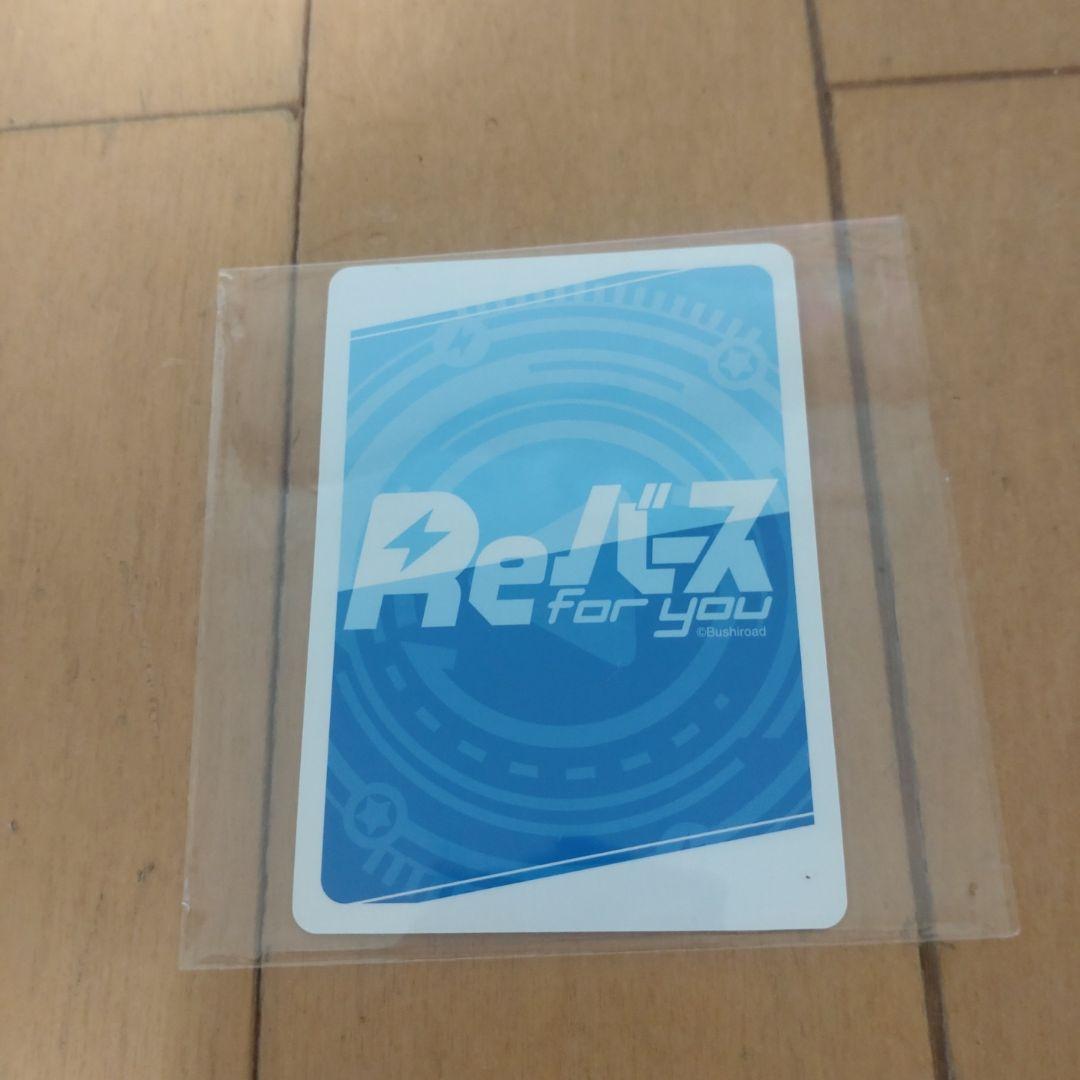 Reバース
for you
©Bushiroad